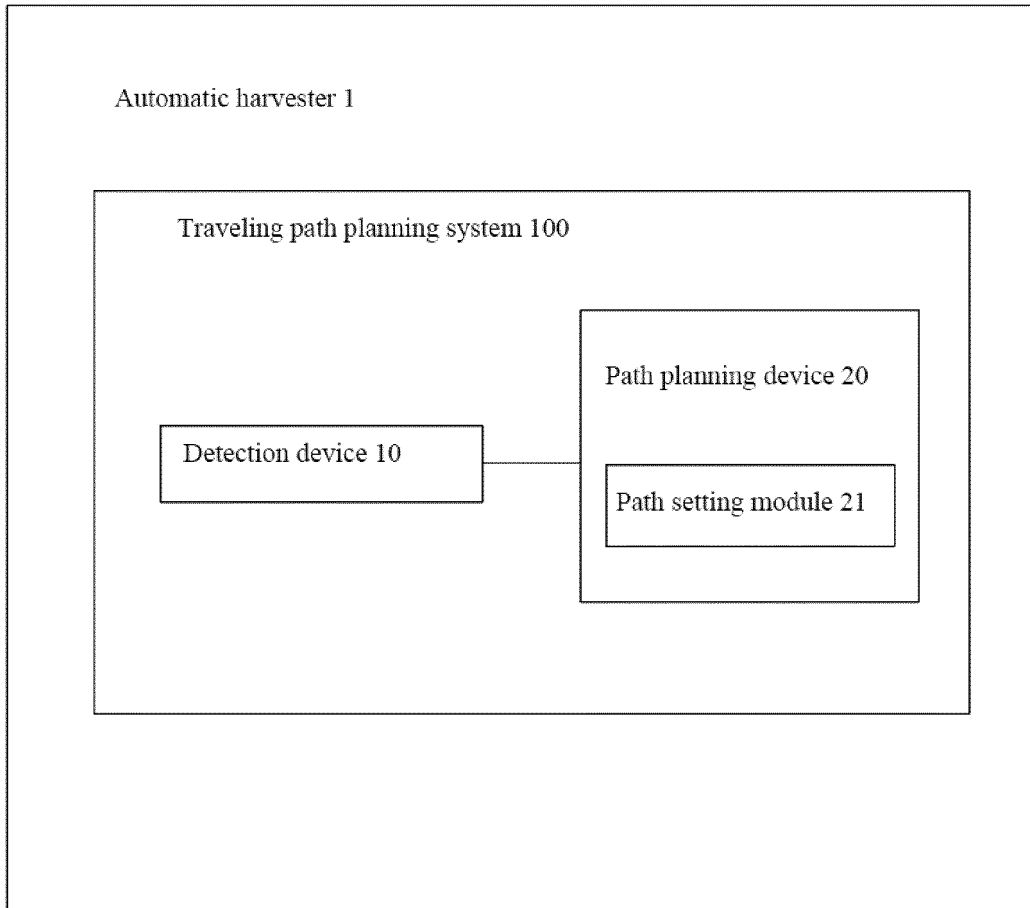 Automatic harvester 1
Traveling path planning system 100
Path planning device 20
Detection device 10
Path setting module 21